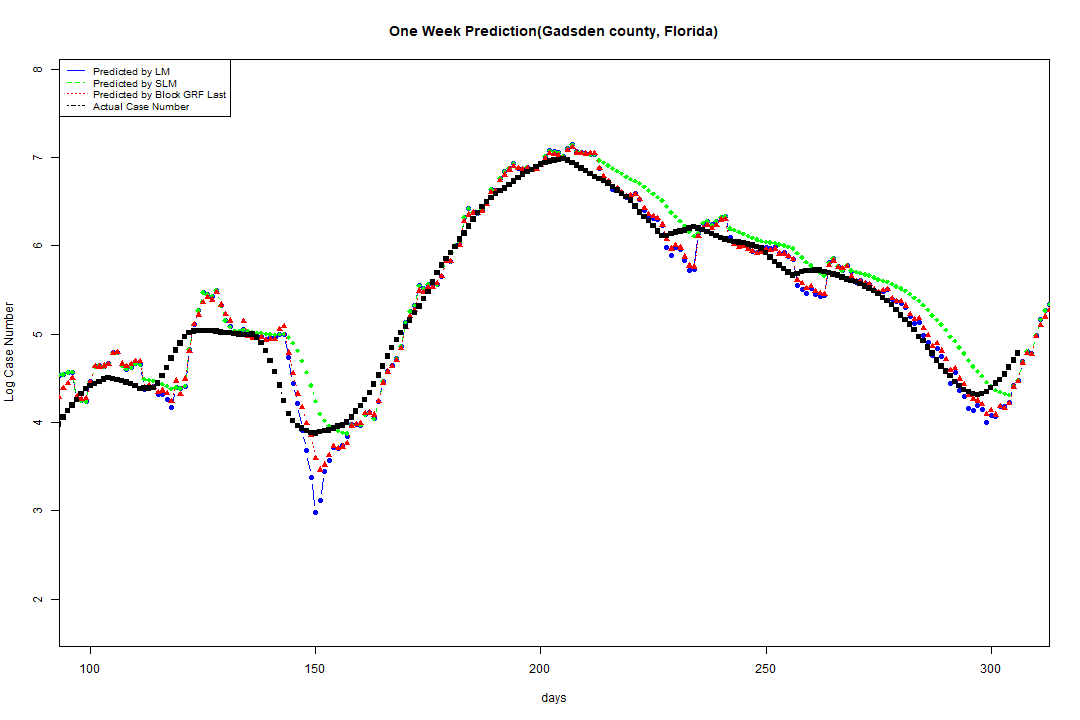 One Week Prediction(Gadsden county, Florida)
Predicted by LM
Predicted by SLM
Predicted by Block GRF Last
Actual Case Number
8
7
6
5
4
3
2
Log Case Number
100 150 200 250 300
days